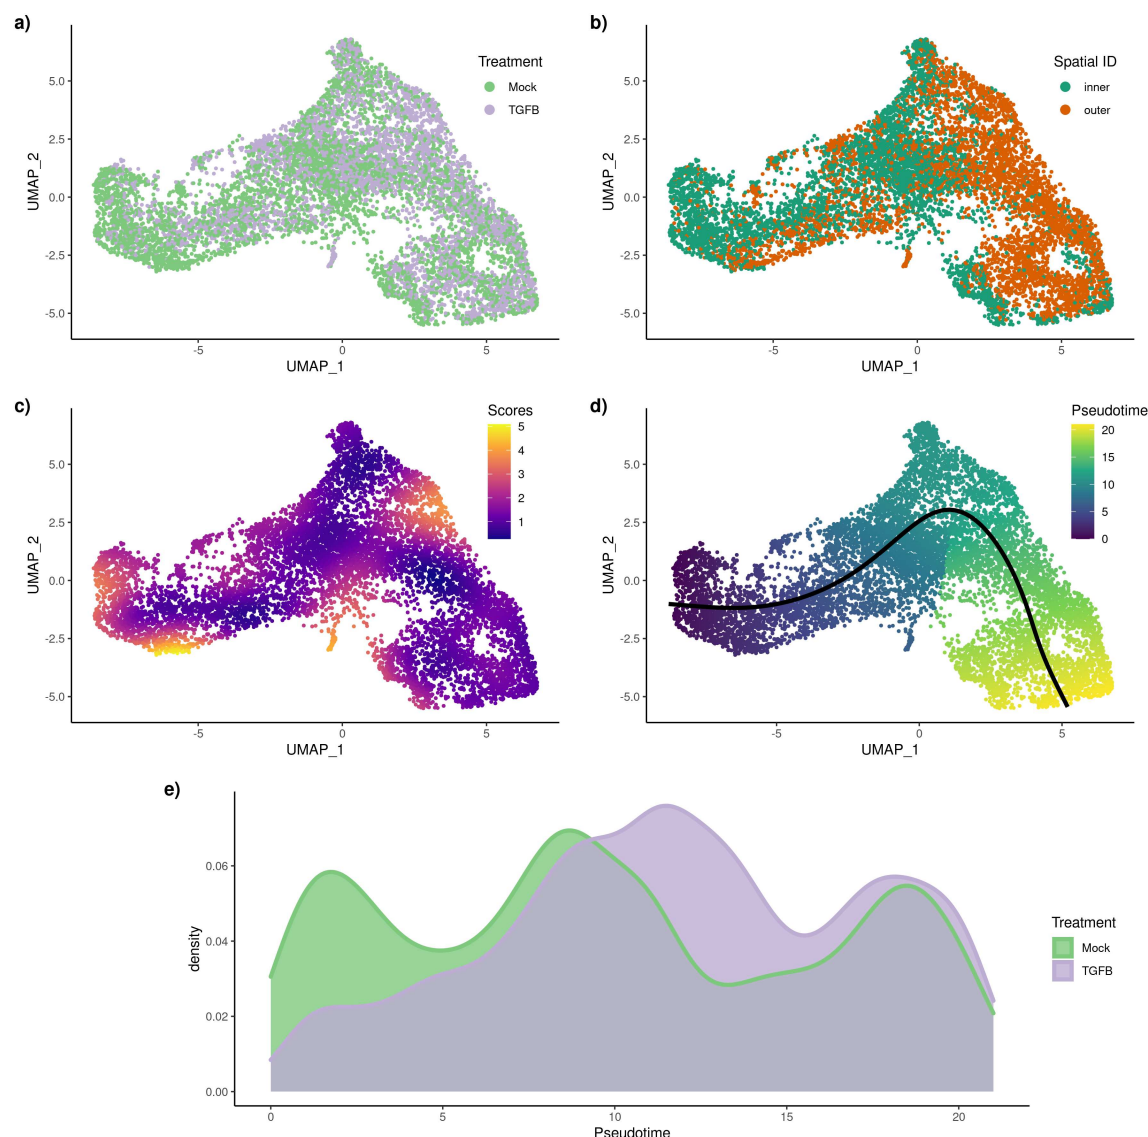 a)
Treatment
Mock
TGFB
5.0
2.5
0.0
-2.5
-5.0
UMAP_2
-5
0
5
UMAP_1
b)
Spatial ID
inner
outer
5.0
2.5
0.0
-2.5
-5.0
UMAP_2
-5
0
5
UMAP_1
c)
Scores
5
4
3
2
1
5.0
2.5
0.0
-2.5
-5.0
UMAP_2
-5
0
5
UMAP_1
d)
Pseudotime
20
15
10
5
0
5.0
2.5
0.0
-2.5
-5.0
UMAP_2
-5
0
5
UMAP_1
e)
0.06
0.04
0.02
0.00
density
0
5
10
15
20
Pseudotime
Treatment
Mock
TGFB